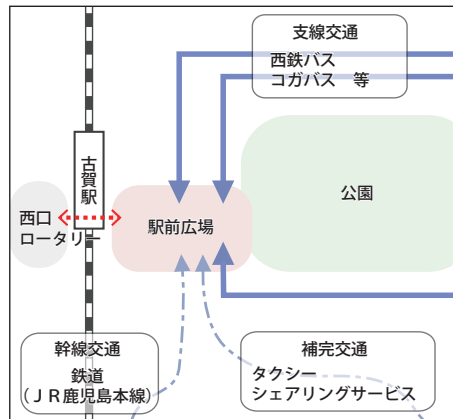 支線交通
西鉄バス
コガバス 等
古賀駅
公園
西口
ロータリー
駅前広場
幹線交通
鉄道
(JR鹿児島本線)
補完交通
タクシー
シェアリングサービス